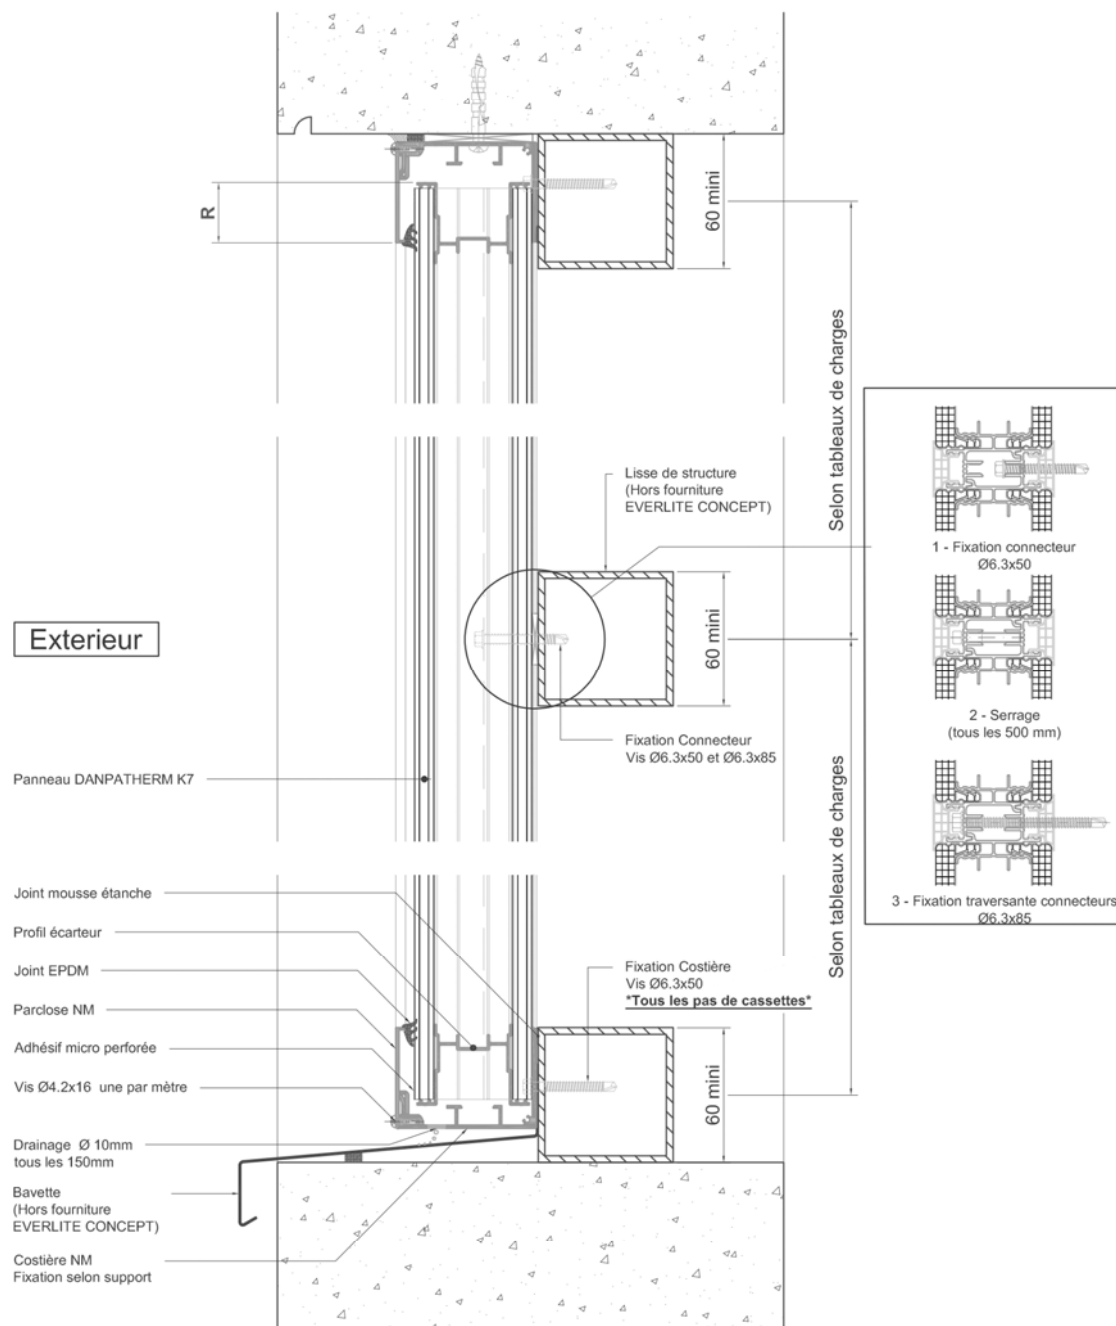 R
60 mini
Selon tableaux de charges
Lisse de structure
(Hors fourniture
EVERLITE CONCEPT)
1 - Fixation connecteur
Ø6.3x50
Exterieur
60 mini
2 - Serrage
(tous les 500 mm)
Fixation Connecteur
Vis Ø6.3x50 et Ø6.3x85
Panneau DANPATHERM K7
Selon tableaux de charges
3 - Fixation traversante connecteurs
Ø6.3x85
Joint mousse étanche
Profil écarteur
Joint EPDM
Parclose NM
Adhésif micro perforée
Vis Ø4.2x16 une par mètre
Fixation Costière
Vis Ø6.3x50
*Tous les pas de cassettes*
60 mini
Drainage Ø 10mm
tous les 150mm
Bavette
(Hors fourniture
EVERLITE CONCEPT)
Costière NM
Fixation selon support